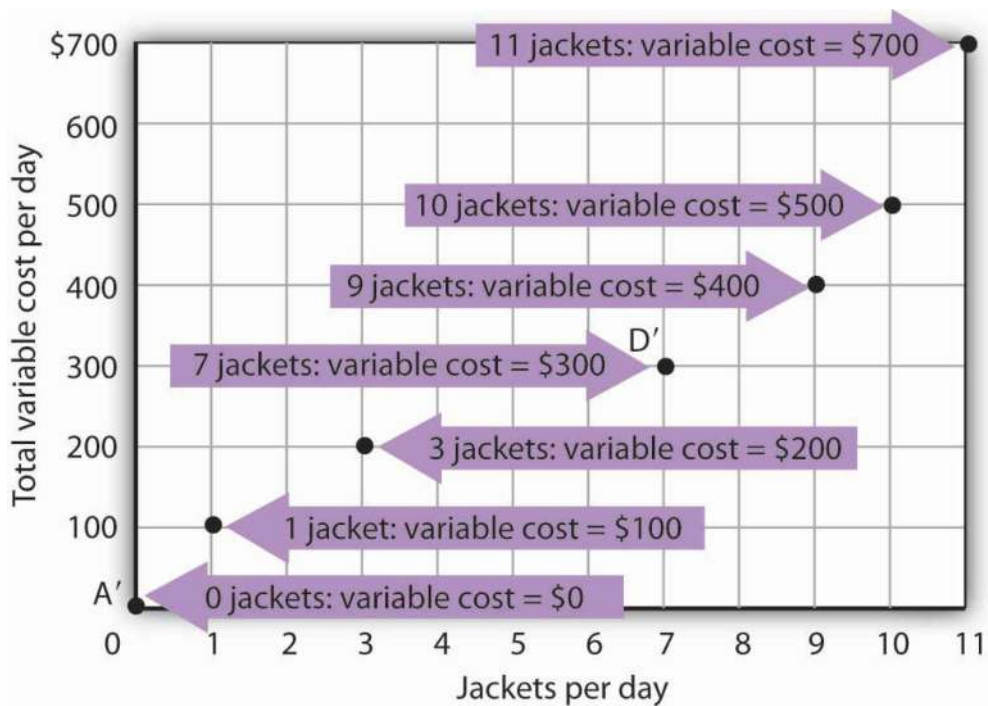 $700
600
500
400
300
200
100
0
Total variable cost per day
11 jackets: variable cost = $700
10 jackets: variable cost = $500
9 jackets: variable cost = $400
D′
7 jackets: variable cost = $300
3 jackets: variable cost = $200
1 jacket: variable cost = $100
A′
0 jackets: variable cost = $0
1 2 3 4 5 6 7 8 9 10 11
Jackets per day